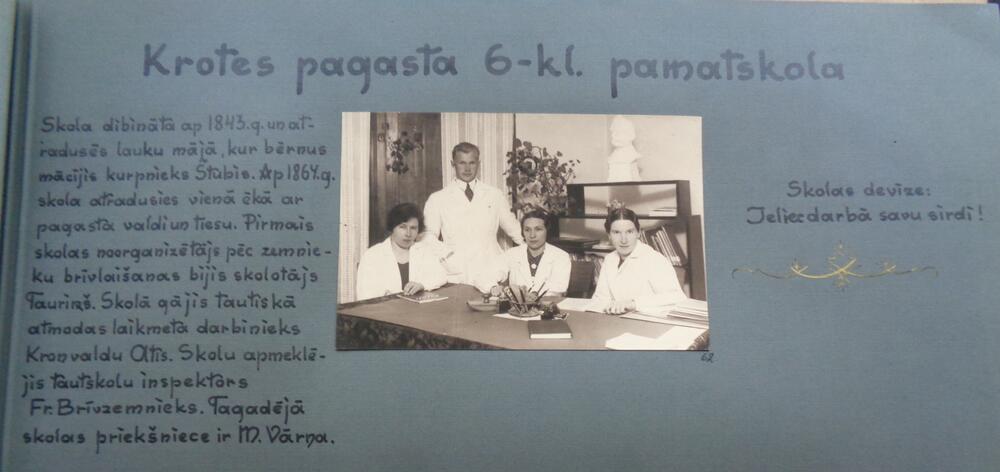 Krotes pagasta 6-kl. pamatskola
Skola dibināta ap 1843.g. un at-
radusēs lauku mājā, kur bērnus
mācījis kurpnieks Štūbis. Ap 1864.g.
skola atradusies vienā ēkā ar
pagasta valdi un tiesu. Pirmais
skolas noorganizētājs pēc zemnie-
ku brīvlaišanas bijis skolotājs
Tauriņš. Skolā gājis tautiskā
atmodas laikmeta darbinieks
Kronvaldu Atis. Skolu apmeklē-
jis tautskolu inspektors
Fr. Brīvzemnieks. Tagadējā
skolas priekšniece ir M. Vārna.
Skolas devīze:
Ieliec darbā savu sirdi!
62